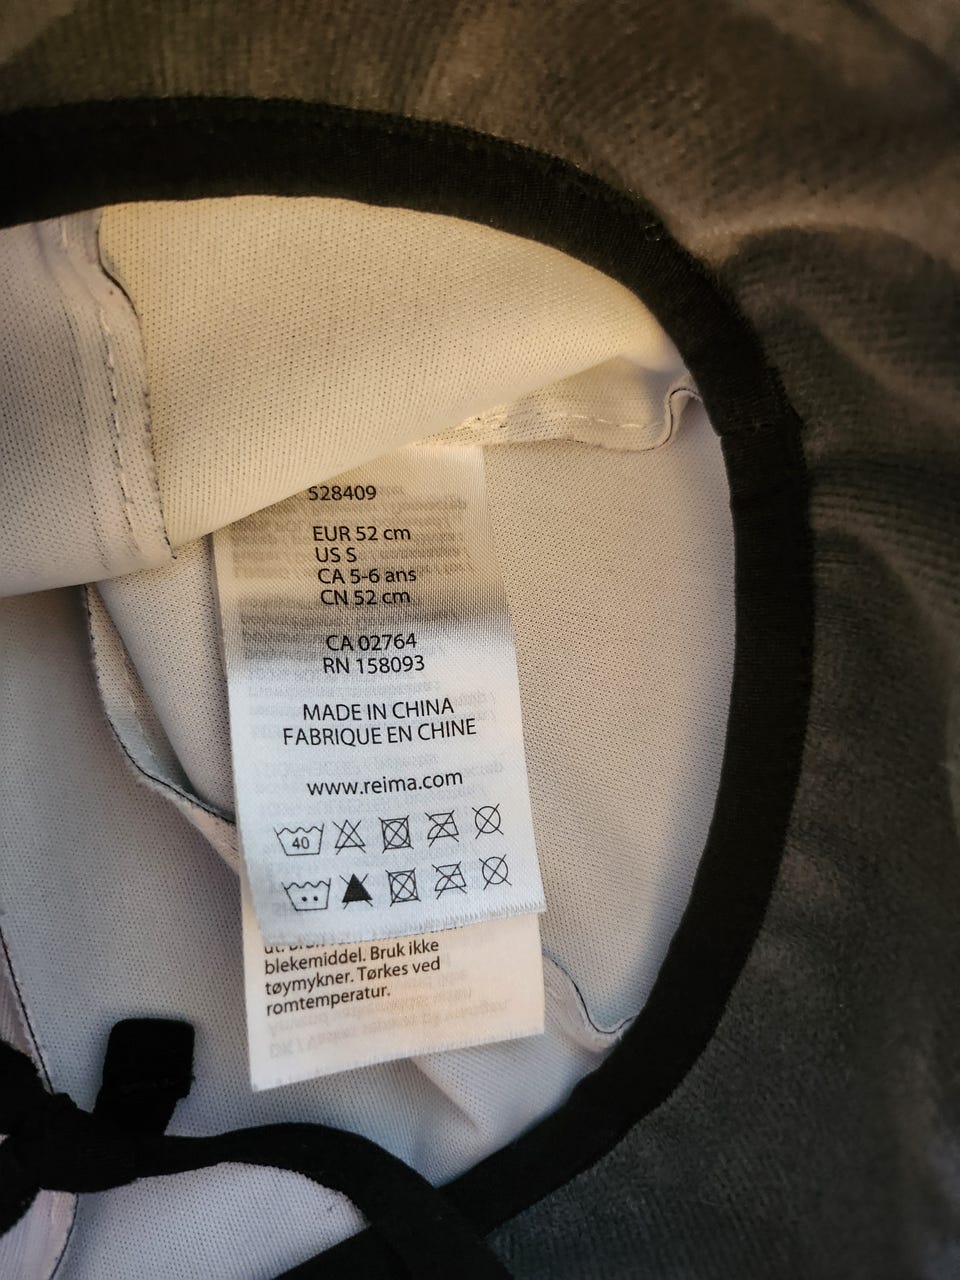 528409
EUR 52 cm
US S
CA 5-6 ans
CN 52 cm
CA 02764
RN 158093
MADE IN CHINA
FABRIQUE EN CHINE
www.reima.com
40
blekemiddel. Bruk ikke
tøymykner. Tørkes ved
romtemperatur.